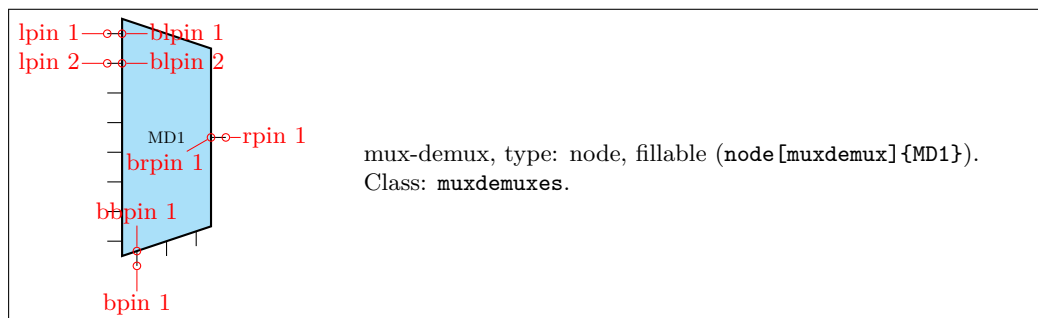 lpin 1 blpin 1
lpin 2 blpin 2
MD1 rpin 1
brpin 1
bbpin 1
bpin 1
mux-demux, type: node, fillable (node[muxdemux]{MD1}).
Class: muxdemuxes.